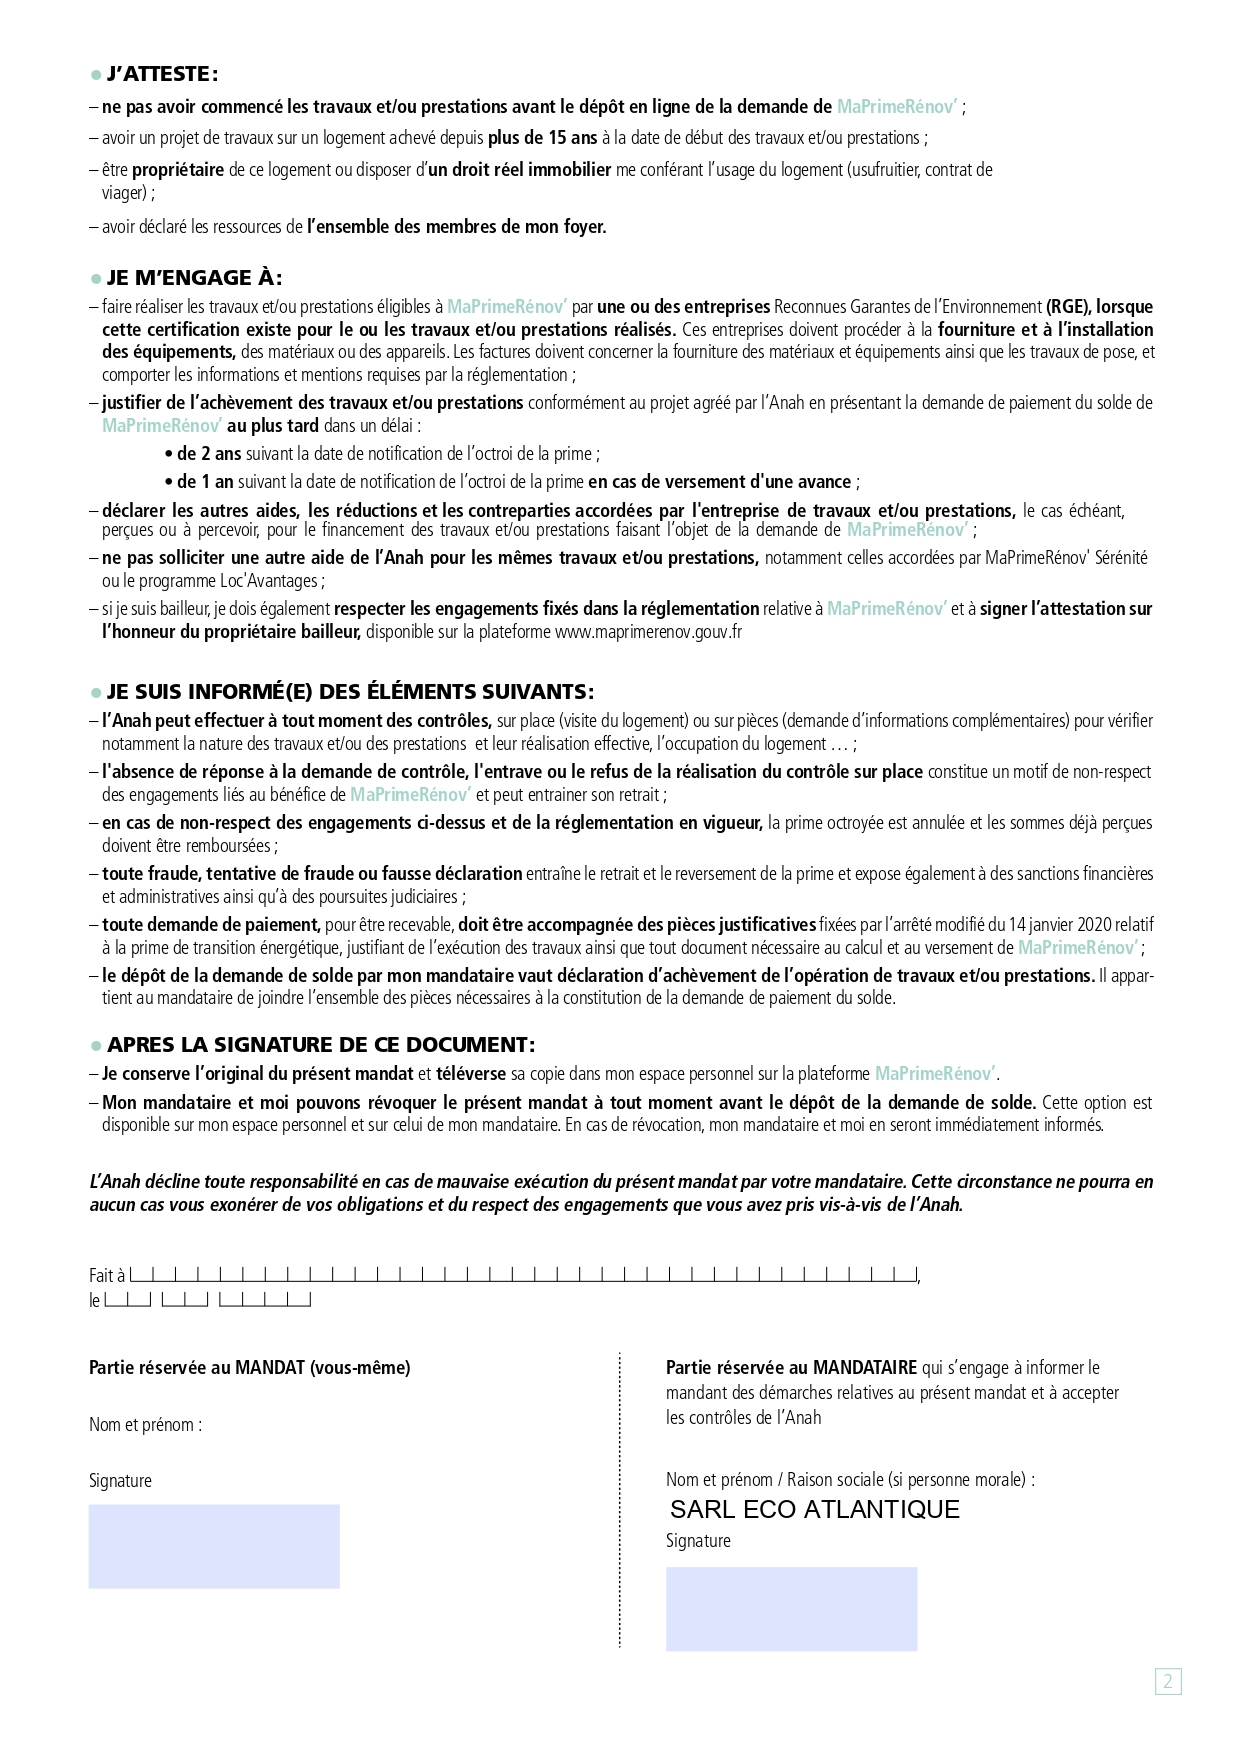 ● J’ATTESTE :
– ne pas avoir commencé les travaux et/ou prestations avant le dépôt en ligne de la demande de MaPrimeRénov’ ;
– avoir un projet de travaux sur un logement achevé depuis plus de 15 ans à la date de début des travaux et/ou prestations ;
– être propriétaire de ce logement ou disposer d’un droit réel immobilier me conférant l’usage du logement (usufruitier, contrat de
viager) ;
– avoir déclaré les ressources de l’ensemble des membres de mon foyer.
● JE M’ENGAGE À :
– faire réaliser les travaux et/ou prestations éligibles à MaPrimeRénov’ par une ou des entreprises Reconnues Garantes de l’Environnement (RGE), lorsque
cette certification existe pour le ou les travaux et/ou prestations réalisés. Ces entreprises doivent procéder à la fourniture et à l’installation
des équipements, des matériaux ou des appareils. Les factures doivent concerner la fourniture des matériaux et équipements ainsi que les travaux de pose, et
comporter les informations et mentions requises par la réglementation ;
– justifier de l’achèvement des travaux et/ou prestations conformément au projet agréé par l’Anah en présentant la demande de paiement du solde de
MaPrimeRénov’ au plus tard dans un délai :
• de 2 ans suivant la date de notification de l’octroi de la prime ;
• de 1 an suivant la date de notification de l’octroi de la prime en cas de versement d'une avance ;
– déclarer les autres aides, les réductions et les contreparties accordées par l'entreprise de travaux et/ou prestations, le cas échéant,
perçues ou à percevoir, pour le financement des travaux et/ou prestations faisant l’objet de la demande de MaPrimeRénov’ ;
– ne pas solliciter une autre aide de l’Anah pour les mêmes travaux et/ou prestations, notamment celles accordées par MaPrimeRénov' Sérénité
ou le programme Loc'Avantages ;
– si je suis bailleur, je dois également respecter les engagements fixés dans la réglementation relative à MaPrimeRénov’ et à signer l’attestation sur
l’honneur du propriétaire bailleur, disponible sur la plateforme www.maprimerenov.gouv.fr
● JE SUIS INFORMÉ(E) DES ÉLÉMENTS SUIVANTS :
– l’Anah peut effectuer à tout moment des contrôles, sur place (visite du logement) ou sur pièces (demande d’informations complémentaires) pour vérifier
notamment la nature des travaux et/ou des prestations et leur réalisation effective, l’occupation du logement … ;
– l'absence de réponse à la demande de contrôle, l'entrave ou le refus de la réalisation du contrôle sur place constitue un motif de non-respect
des engagements liés au bénéfice de MaPrimeRénov’ et peut entrainer son retrait ;
– en cas de non-respect des engagements ci-dessus et de la réglementation en vigueur, la prime octroyée est annulée et les sommes déjà perçues
doivent être remboursées ;
– toute fraude, tentative de fraude ou fausse déclaration entraîne le retrait et le reversement de la prime et expose également à des sanctions financières
et administratives ainsi qu’à des poursuites judiciaires ;
– toute demande de paiement, pour être recevable, doit être accompagnée des pièces justificatives fixées par l’arrêté modifié du 14 janvier 2020 relatif
à la prime de transition énergétique, justifiant de l’exécution des travaux ainsi que tout document nécessaire au calcul et au versement de MaPrimeRénov’ ;
– le dépôt de la demande de solde par mon mandataire vaut déclaration d’achèvement de l’opération de travaux et/ou prestations. Il appar-
tient au mandataire de joindre l’ensemble des pièces nécessaires à la constitution de la demande de paiement du solde.
● APRES LA SIGNATURE DE CE DOCUMENT :
– Je conserve l’original du présent mandat et téléverse sa copie dans mon espace personnel sur la plateforme MaPrimeRénov’.
– Mon mandataire et moi pouvons révoquer le présent mandat à tout moment avant le dépôt de la demande de solde. Cette option est
disponible sur mon espace personnel et sur celui de mon mandataire. En cas de révocation, mon mandataire et moi en seront immédiatement informés.
L’Anah décline toute responsabilité en cas de mauvaise exécution du présent mandat par votre mandataire. Cette circonstance ne pourra en
aucun cas vous exonérer de vos obligations et du respect des engagements que vous avez pris vis-à-vis de l’Anah.
Fait à ,
le
Partie réservée au MANDAT (vous-même)
Nom et prénom :
Signature
Partie réservée au MANDATAIRE qui s’engage à informer le
mandant des démarches relatives au présent mandat et à accepter
les contrôles de l’Anah
Nom et prénom / Raison sociale (si personne morale) :
SARL ECO ATLANTIQUE
Signature
2